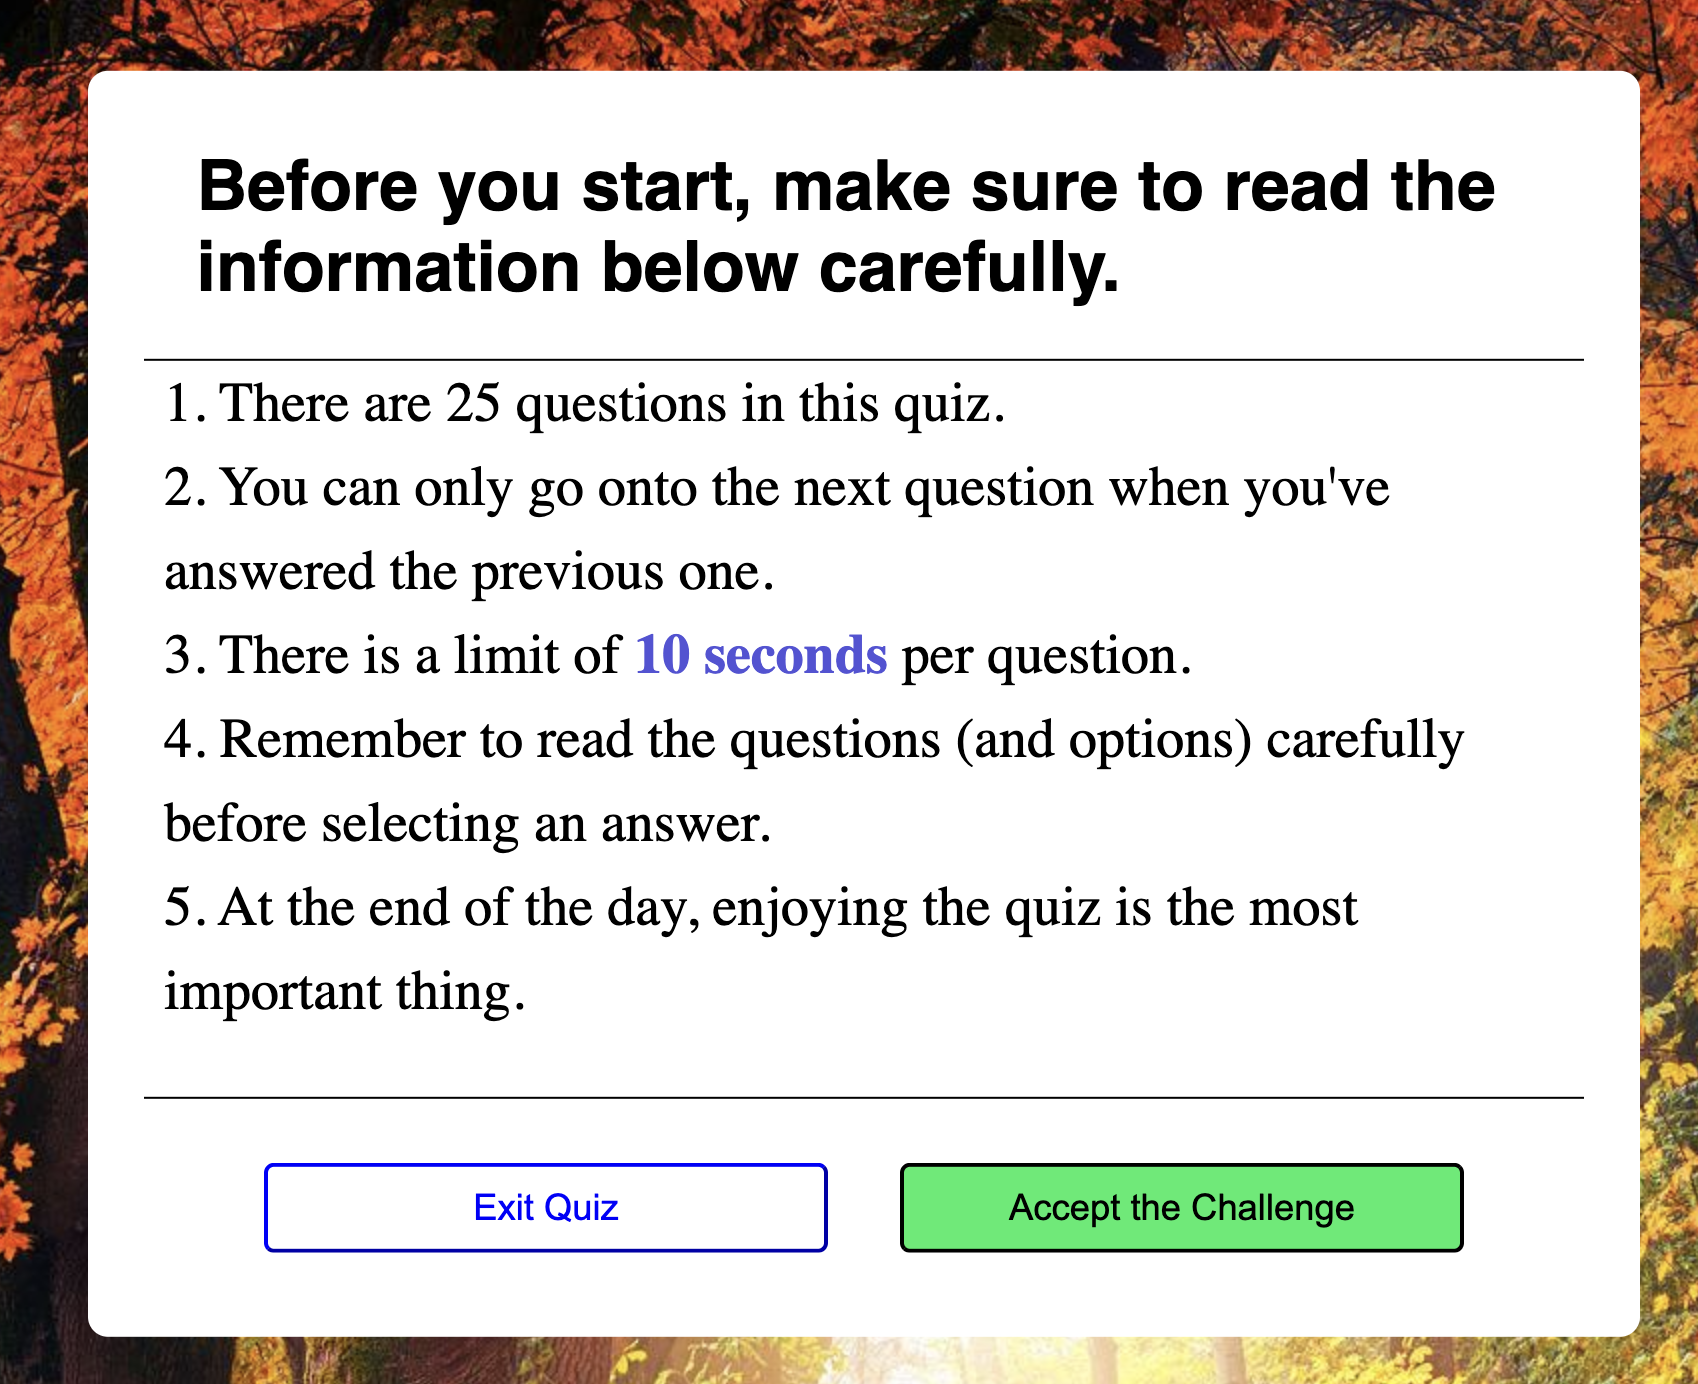 Before you start, make sure to read the
information below carefully.
1. There are 25 questions in this quiz.
2. You can only go onto the next question when you've
answered the previous one.
3. There is a limit of 10 seconds per question.
4. Remember to read the questions (and options) carefully
before selecting an answer.
5. At the end of the day, enjoying the quiz is the most
important thing.
Exit Quiz
Accept the Challenge